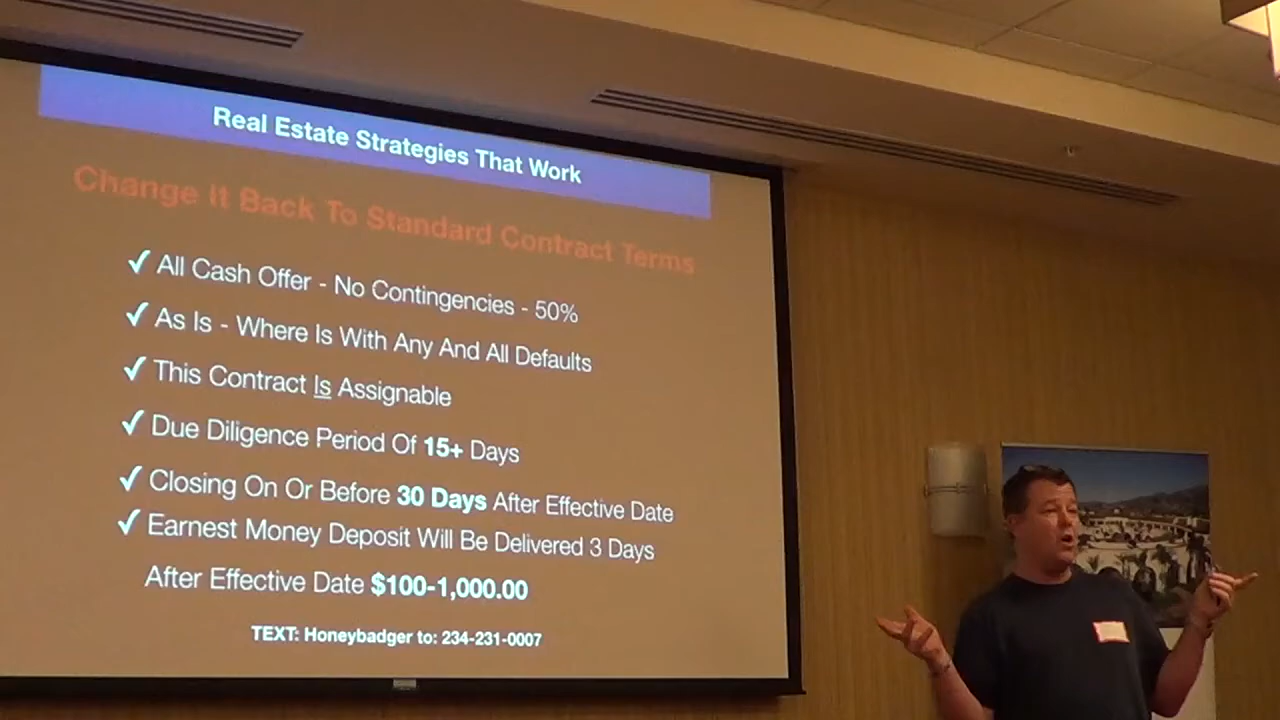 Real Estate Strategies That Work
Change It Back To Standard Contract Terms
✓ All Cash Offer - No Contingencies - 50%
✓ As Is - Where Is With Any And All Defaults
✓ This Contract Is Assignable
✓ Due Diligence Period Of 15+ Days
✓ Closing On Or Before 30 Days After Effective Date
✓ Earnest Money Deposit Will Be Delivered 3 Days
After Effective Date $100-1,000.00
TEXT: Honeybadger to: 234-231-0007